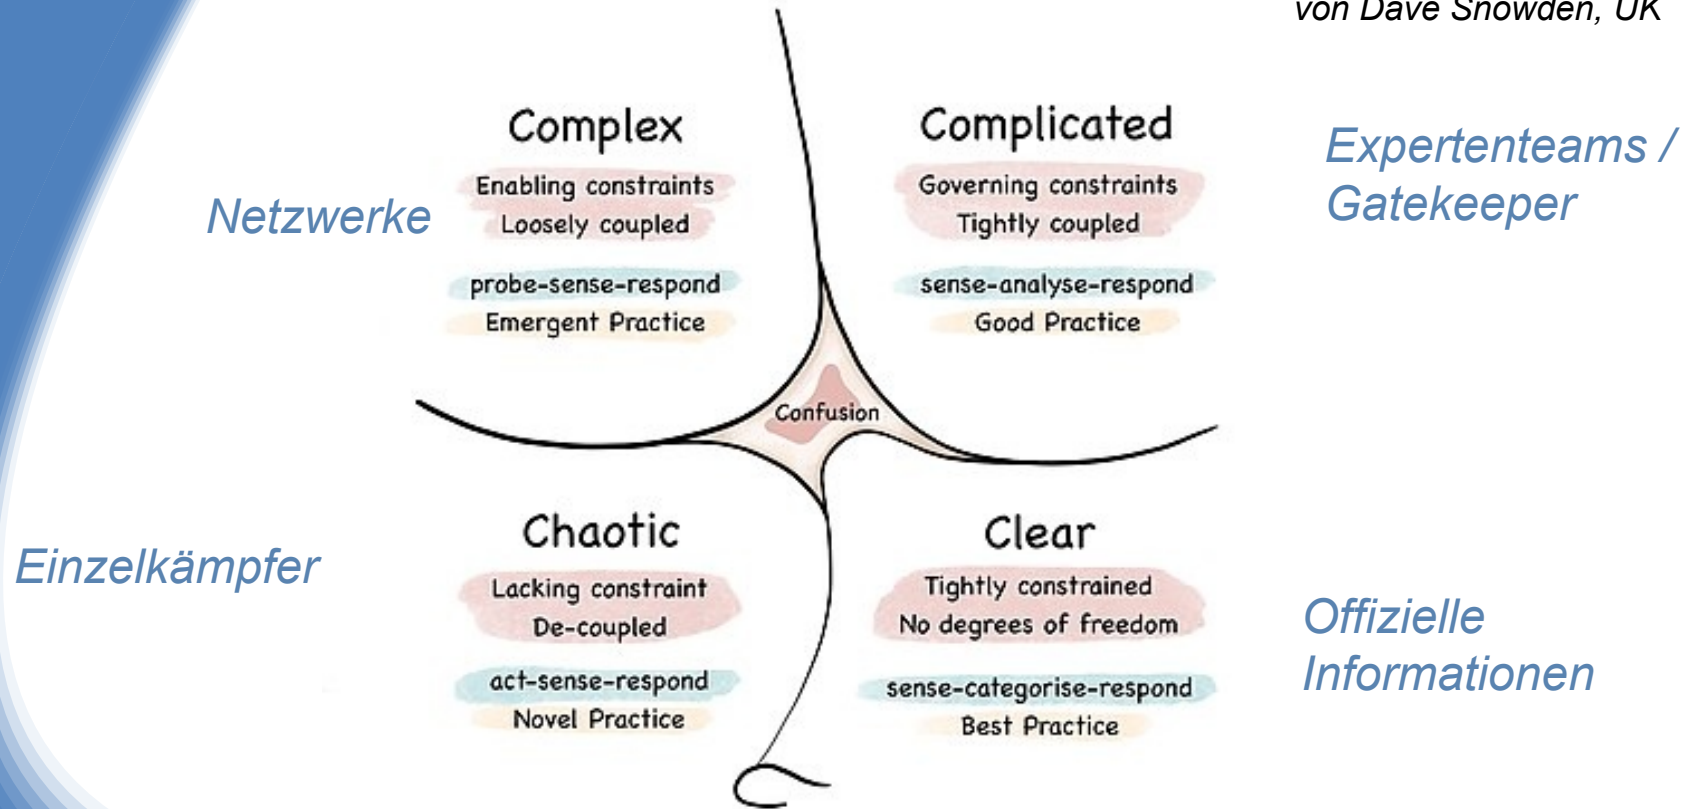 von Dave Snowden, UK
Complex
Enabling constraints
Loosely coupled
probe-sense-respond
Emergent Practice
Netzwerke
Complicated
Governing constraints
Tightly coupled
sense-analyse-respond
Good Practice
Expertenteams /
Gatekeeper
Confusion
Chaotic
Lacking constraint
De-coupled
act-sense-respond
Novel Practice
Einzelkämpfer
Clear
Tightly constrained
No degrees of freedom
sense-categorise-respond
Best Practice
Offizielle
Informationen